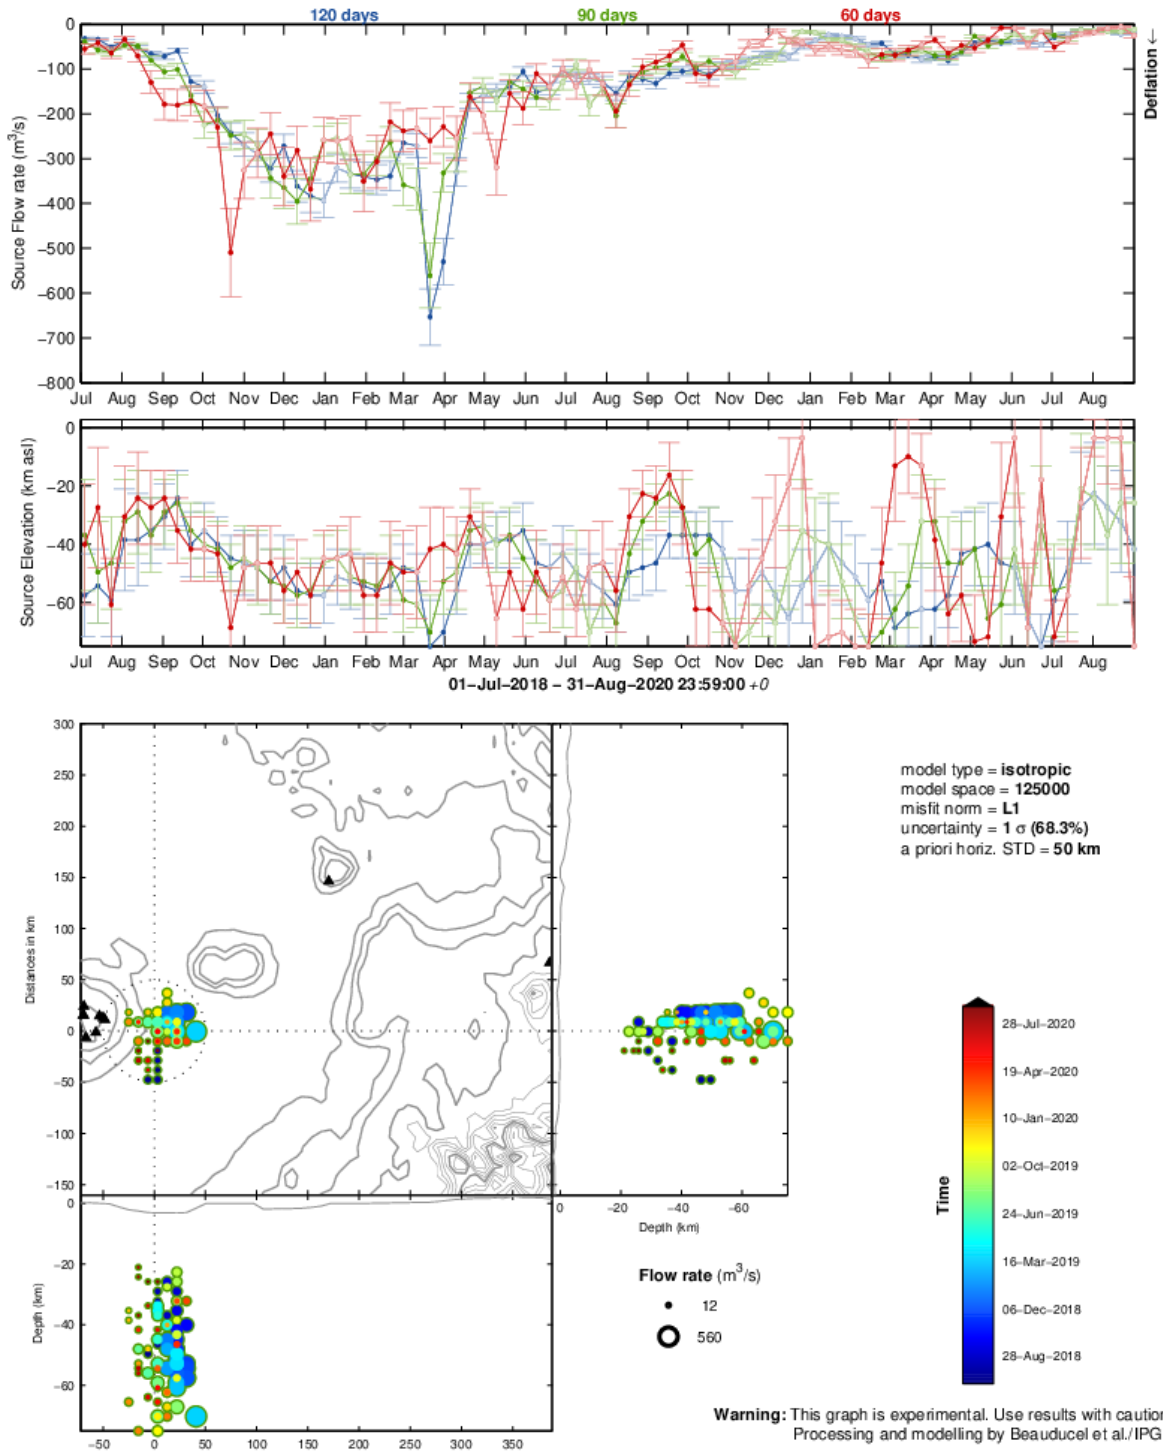 120 days 90 days 60 days
Source Flow rate (m³/s)
0
−100
−200
−300
−400
−500
−600
−700
−800
Deflation ←
Jul Aug Sep Oct Nov Dec Jan Feb Mar Apr May Jun Jul Aug Sep Oct Nov Dec Jan Feb Mar Apr May Jun Jul Aug
Source Elevation (km asl)
0
−20
−40
−60
Jul Aug Sep Oct Nov Dec Jan Feb Mar Apr May Jun Jul Aug Sep Oct Nov Dec Jan Feb Mar Apr May Jun Jul Aug
01−Jul−2018 − 31−Aug−2020 23:59:00 +0
Distances in km
300
250
200
150
100
50
0
−50
−100
−150
model type = isotropic
model space = 125000
misfit norm = L1
uncertainty = 1 σ (68.3%)
a priori horiz. STD = 50 km
0 −20 −40 −60
Depth (km)
Depth (km)
0
−20
−40
−60
−50 0 50 100 150 200 250 300 350
Flow rate (m³/s)
12
560
Time
28−Jul−2020
19−Apr−2020
10−Jan−2020
02−Oct−2019
24−Jun−2019
16−Mar−2019
06−Dec−2018
28−Aug−2018
Warning: This graph is experimental. Use results with caution
Processing and modelling by Beauducel et al./IPG